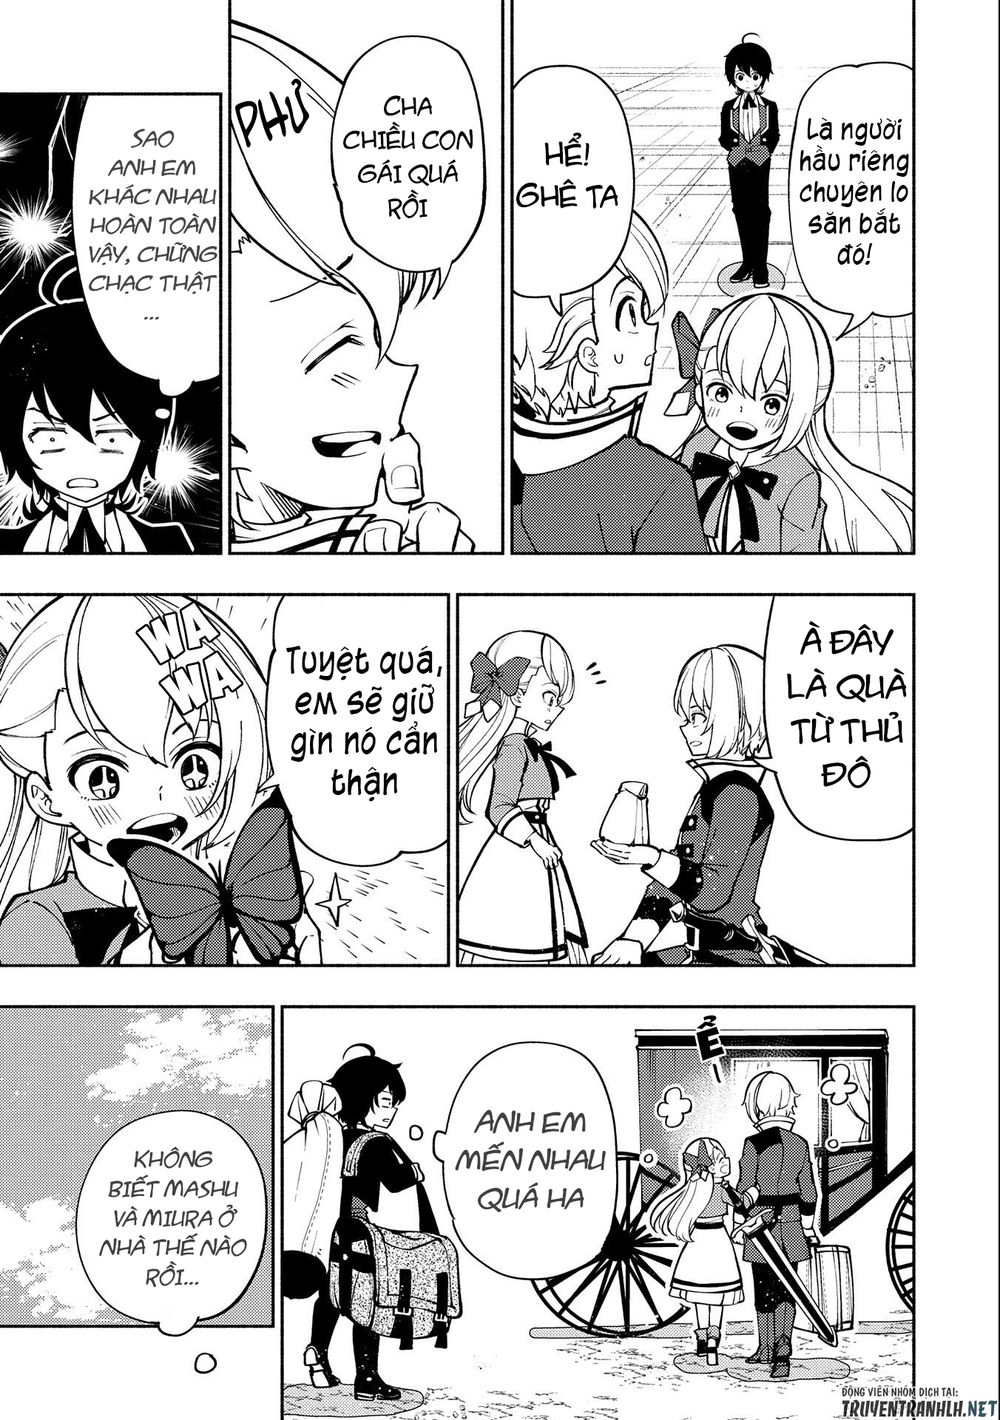 Là người
hầu riêng
chuyên lo
săn bắt
đó!
HỂ!
GHÊ TA
CHA
CHIỀU CON
GÁI QUÁ
RỒI
PHƯ
SAO
ANH EM
KHÁC NHAU
HOÀN TOÀN
VẬY, CHỮNG
CHẠC THẬT
...
À ĐÂY
LÀ QUÀ
TỪ THỦ
ĐÔ
Tuyệt quá,
em sẽ giữ
gìn nó cẩn
thận
WA
WA
Ể
ANH EM
MẾN NHAU
QUÁ HA
KHÔNG
BIẾT MASHU
VÀ MIURA Ở
NHÀ THẾ NÀO
RỒI...
ĐỘNG VIÊN NHÓM DỊCH TẠI:
TRUYENTRANHLH.NET